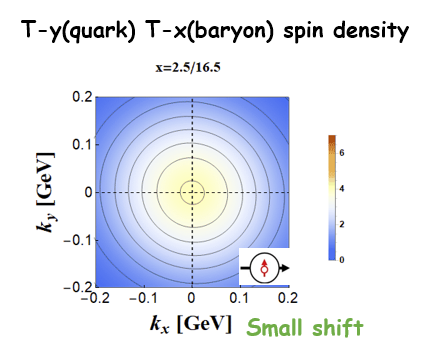 T-y(quark) T-x(baryon) spin density
x=2.5/16.5
0.2
0.1
0
-0.1
-0.2
-0.2 -0.1 0 0.1 0.2
k_y [GeV]
k_x [GeV]
6
4
2
0
Small shift